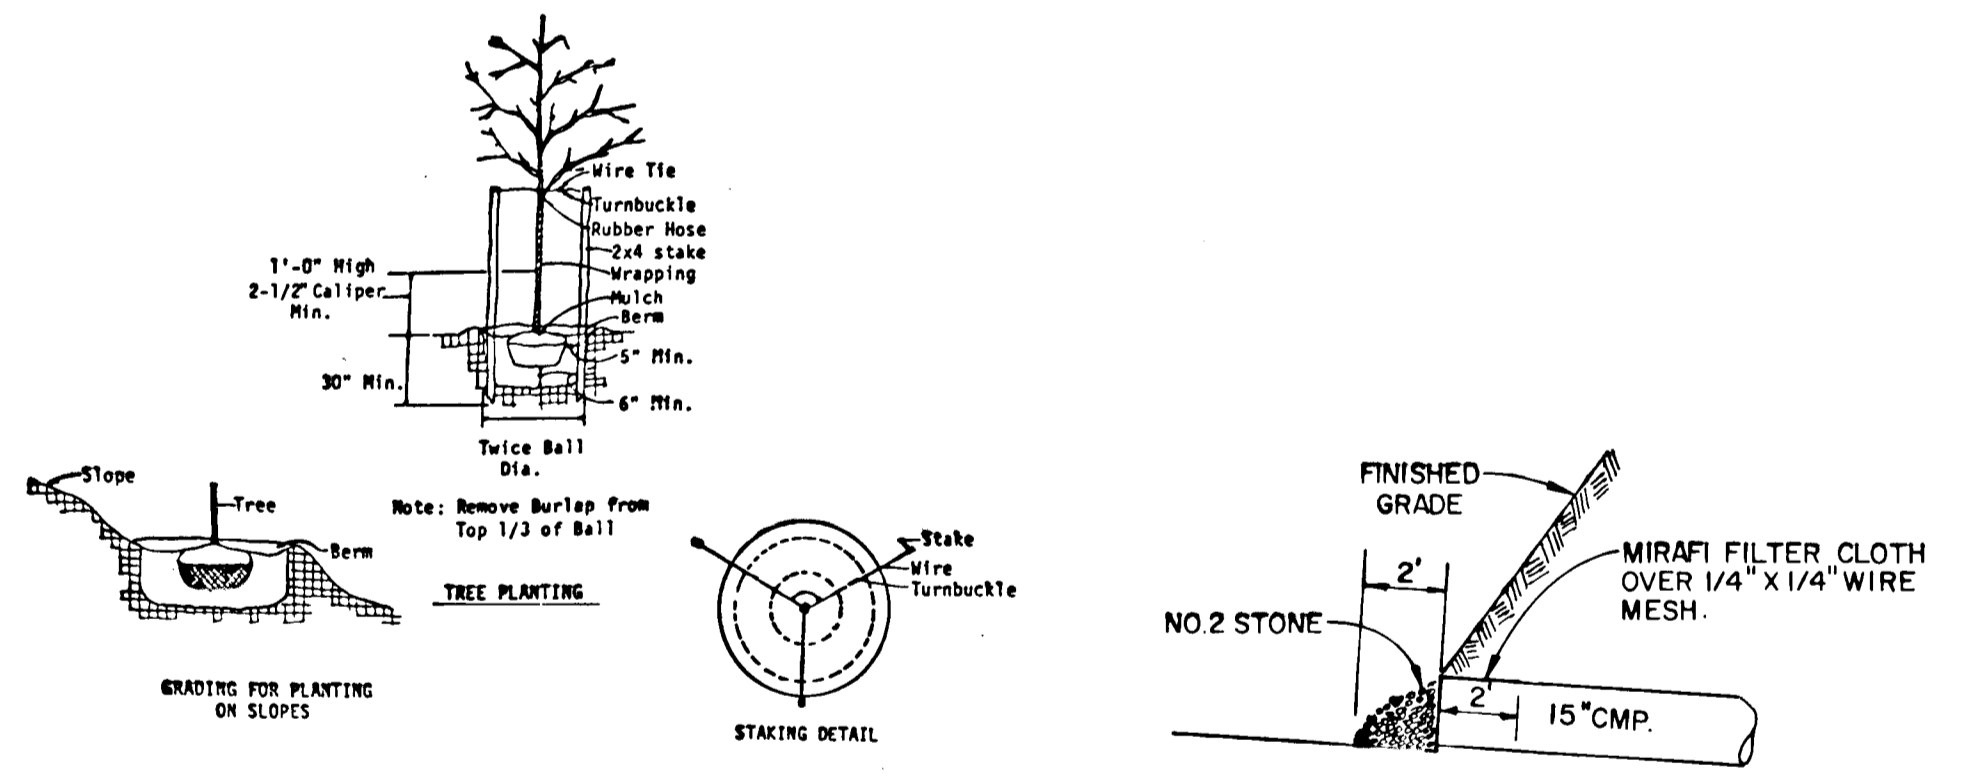 Wire Tie
Turnbuckle
Rubber Hose
2x4 stake
Wrapping
Mulch
Berm
5" Min.
6" Min.
1'-0" High
2-1/2" Caliper
Min.
30" Min.
Twice Ball
Dia.
Note: Remove Burlap from
Top 1/3 of Ball
TREE PLANTING
Slope
Tree
Berm
GRADING FOR PLANTING
ON SLOPES
Stake
Wire
Turnbuckle
STAKING DETAIL
FINISHED
GRADE
2'
MIRAFI FILTER CLOTH
OVER 1/4" X 1/4" WIRE
MESH.
NO.2 STONE
2'
15" CMP.